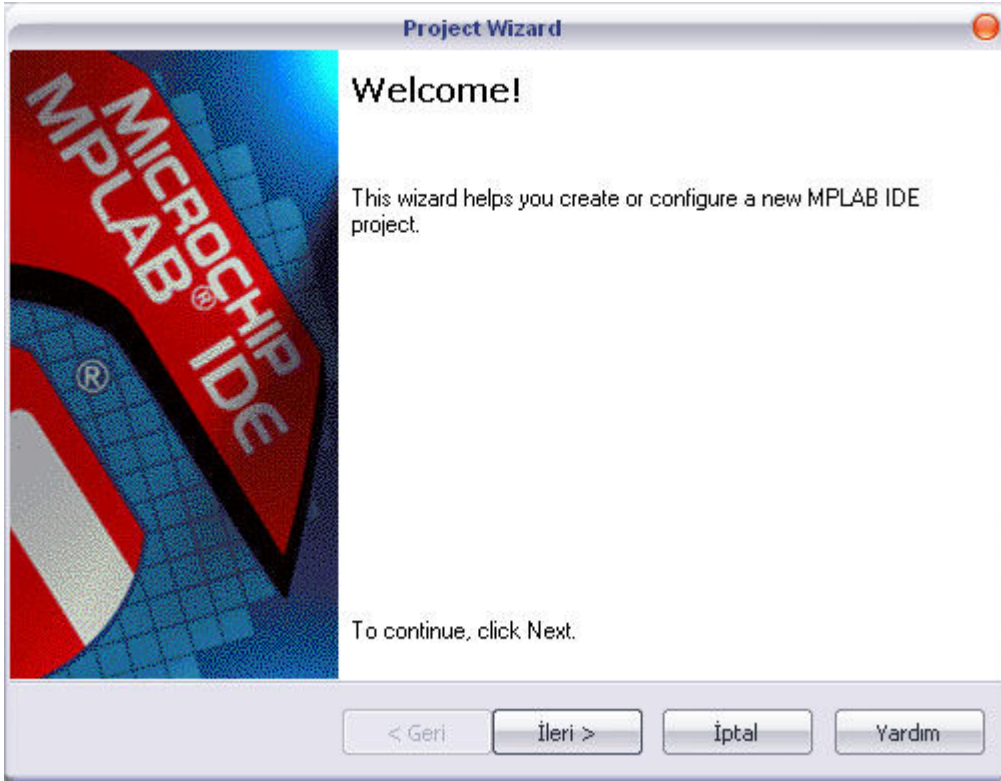 Project Wizard
MICROCHIP
MPLAB® IDE
®
Welcome!
This wizard helps you create or configure a new MPLAB IDE
project.
To continue, click Next.
< Geri
İleri >
İptal
Yardım